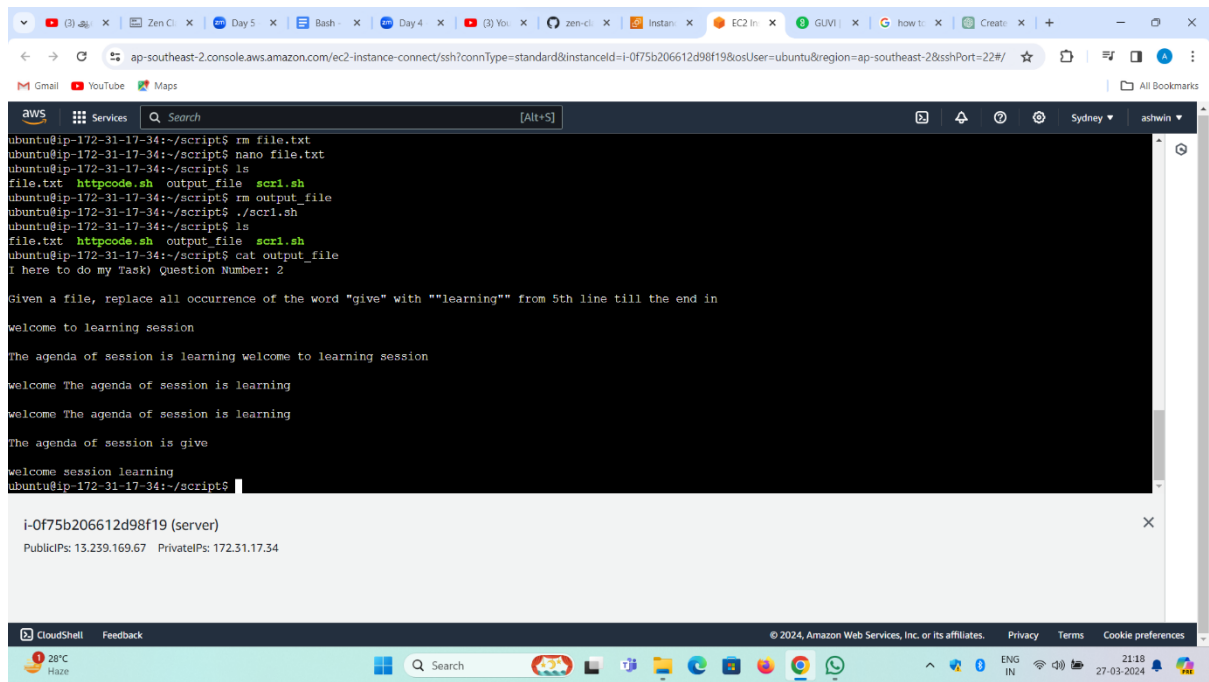 (3)
Zen Cl
Day 5
Bash -
Day 4
(3) You
zen-cl
Instan
EC2 In
GUVI |
how to
Create
ap-southeast-2.console.aws.amazon.com/ec2-instance-connect/ssh?connType=standard&instanceId=i-0f75b206612d98f19&osUser=ubuntu&region=ap-southeast-2&sshPort=22#/
Gmail YouTube Maps All Bookmarks
aws Services Search [Alt+S] Sydney ashwin
ubuntu@ip-172-31-17-34:~/script$ rm file.txt
ubuntu@ip-172-31-17-34:~/script$ nano file.txt
ubuntu@ip-172-31-17-34:~/script$ ls
file.txt httpcode.sh output_file scr1.sh
ubuntu@ip-172-31-17-34:~/script$ rm output_file
ubuntu@ip-172-31-17-34:~/script$ ./scr1.sh
ubuntu@ip-172-31-17-34:~/script$ ls
file.txt httpcode.sh output_file scr1.sh
ubuntu@ip-172-31-17-34:~/script$ cat output_file
I here to do my Task) Question Number: 2
Given a file, replace all occurrence of the word "give" with ""learning"" from 5th line till the end in
welcome to learning session
The agenda of session is learning welcome to learning session
welcome The agenda of session is learning
welcome The agenda of session is learning
The agenda of session is give
welcome session learning
ubuntu@ip-172-31-17-34:~/script$
i-0f75b206612d98f19 (server)
PublicIPs: 13.239.169.67 PrivateIPs: 172.31.17.34
CloudShell Feedback © 2024, Amazon Web Services, Inc. or its affiliates. Privacy Terms Cookie preferences
1 28°C Search ENG 21:18
Haze IN 27-03-2024